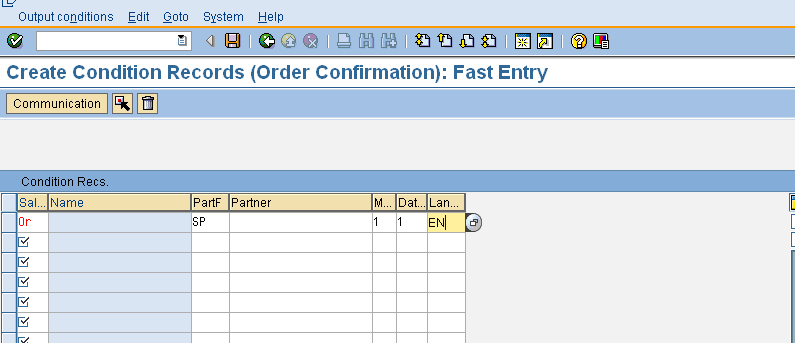 Output conditions Edit Goto System Help
Create Condition Records (Order Confirmation): Fast Entry
Communication
Condition Recs.
Sal... Name PartF Partner M... Dat... Lan...
Or SP 1 1 EN